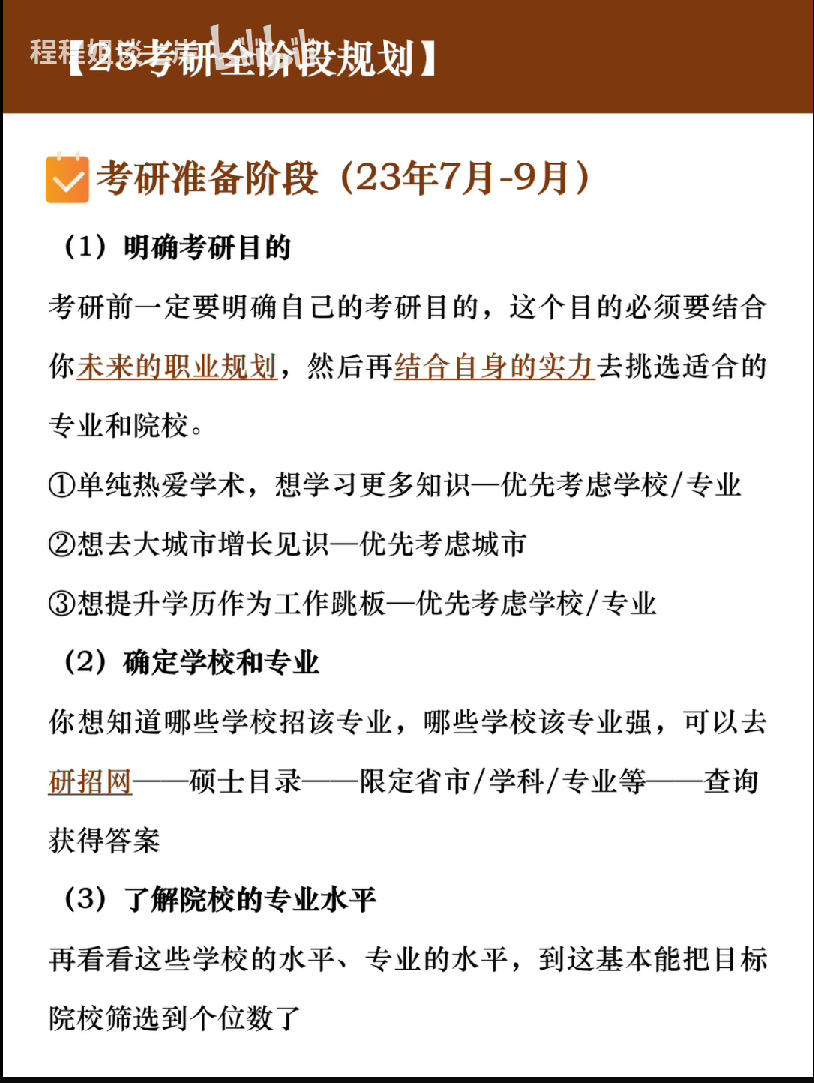 程程姐谈考研 bilibili
【25考研全阶段规划】
考研准备阶段（23年7月-9月）
（1）明确考研目的
考研前一定要明确自己的考研目的，这个目的必须要结合
你未来的职业规划，然后再结合自身的实力去挑选适合的
专业和院校。
①单纯热爱学术，想学习更多知识—优先考虑学校/专业
②想去大城市增长见识—优先考虑城市
③想提升学历作为工作跳板—优先考虑学校/专业
（2）确定学校和专业
你想知道哪些学校招该专业，哪些学校该专业强，可以去
研招网——硕士目录——限定省市/学科/专业等——查询
获得答案
（3）了解院校的专业水平
再看看这些学校的水平、专业的水平，到这基本能把目标
院校筛选到个位数了